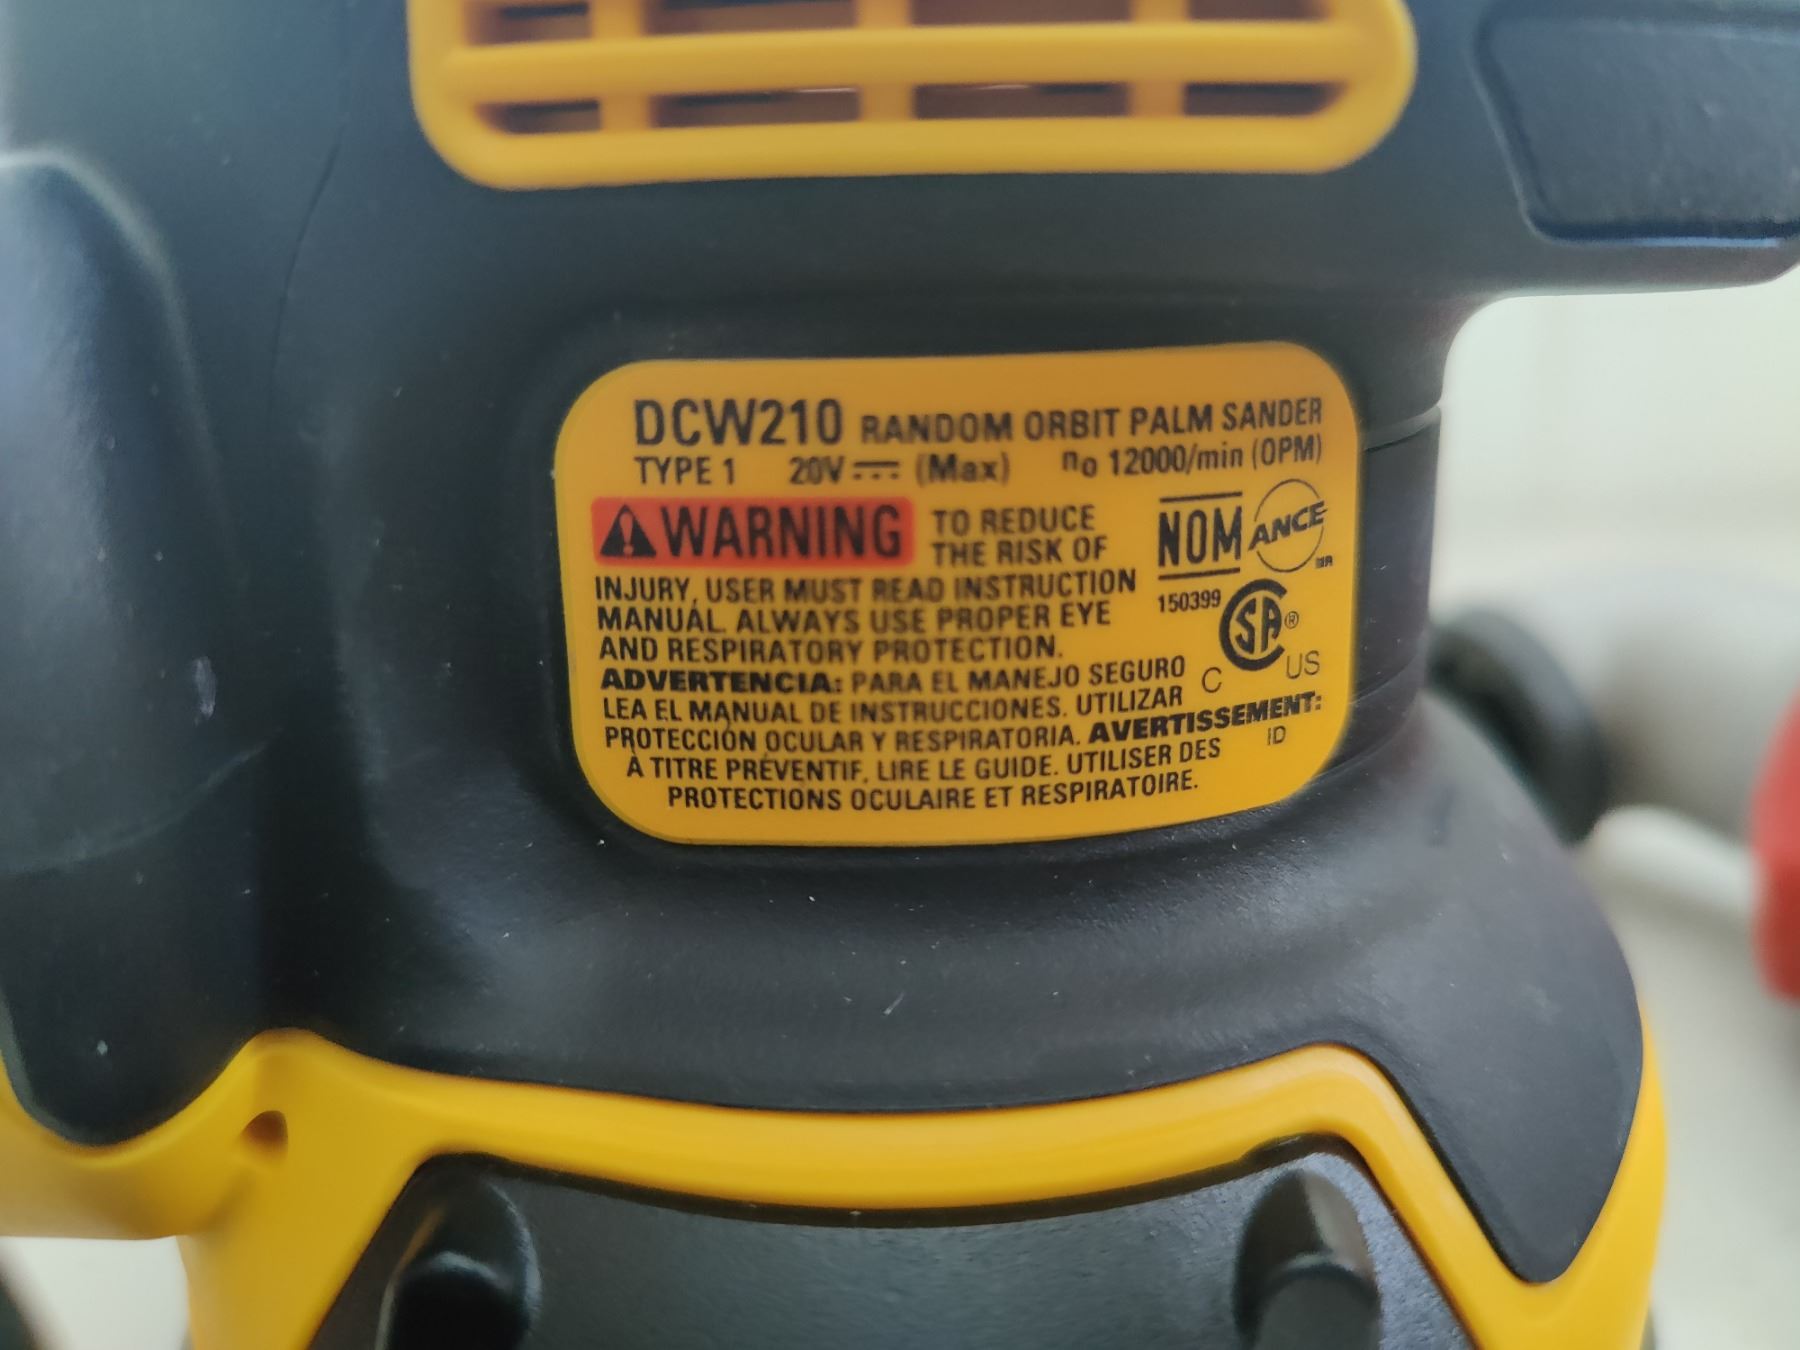 DCW210 RANDOM ORBIT PALM SANDER
TYPE 1 20V (Max) no 12000/min (OPM)
WARNING TO REDUCE
THE RISK OF
INJURY, USER MUST READ INSTRUCTION
MANUAL. ALWAYS USE PROPER EYE
AND RESPIRATORY PROTECTION.
ADVERTENCIA: PARA EL MANEJO SEGURO
LEA EL MANUAL DE INSTRUCCIONES. UTILIZAR
PROTECCIÓN OCULAR Y RESPIRATORIA. AVERTISSEMENT:
À TITRE PRÉVENTIF, LIRE LE GUIDE. UTILISER DES
PROTECTIONS OCULAIRE ET RESPIRATOIRE.
NOM ANCE
150399 SA®
C US
ID